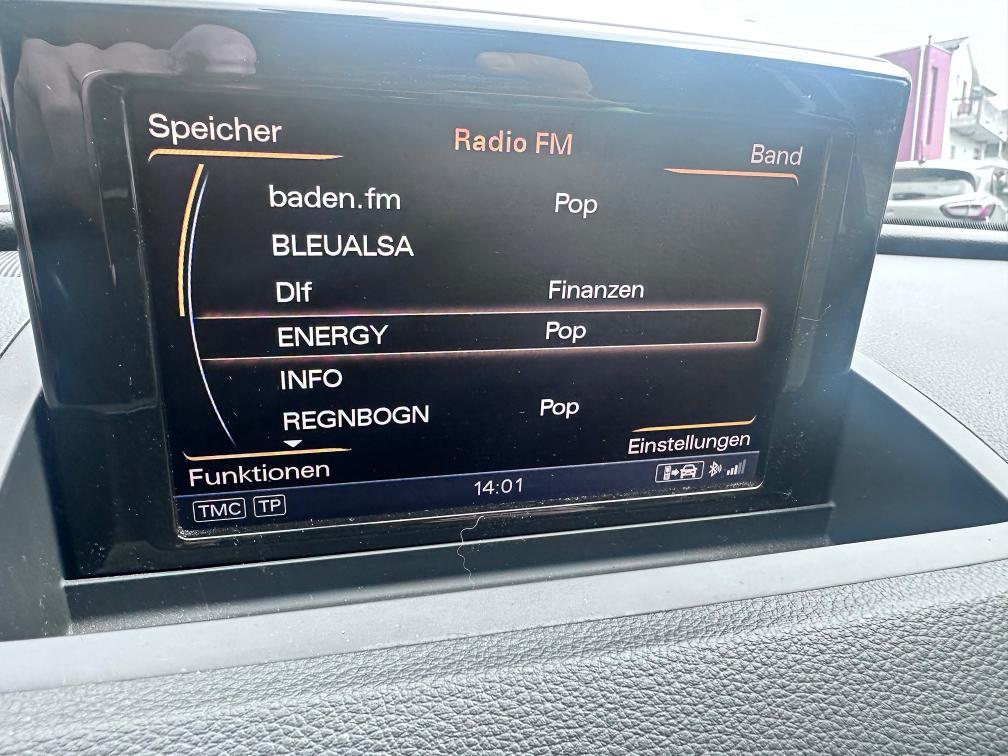 Speicher
Radio FM
Band
baden.fm Pop
BLEUALSA
Dlf Finanzen
ENERGY Pop
INFO
REGNBOGN Pop
Funktionen
Einstellungen
TMC TP
14:01